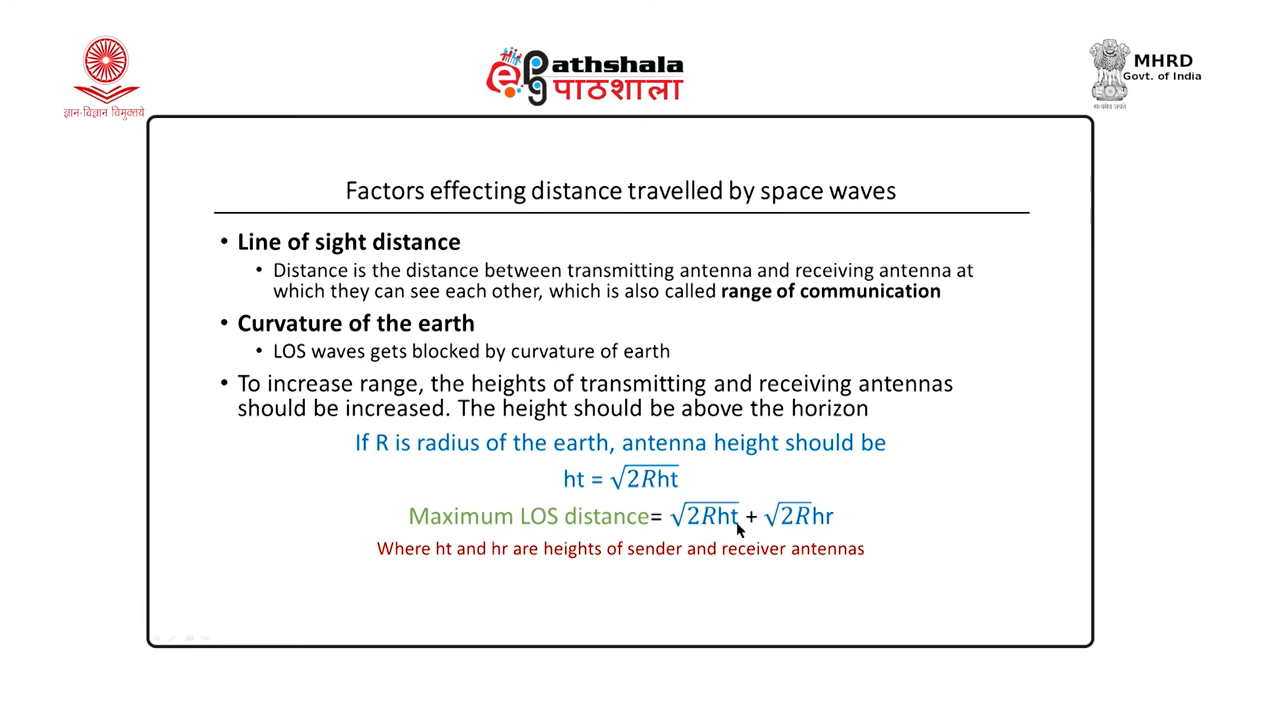 ज्ञान-विज्ञान विमुक्तये
e Pg athshala
पाठशाला
MHRD
Govt. of India
सत्यमेव जयते
Factors effecting distance travelled by space waves
• Line of sight distance
• Distance is the distance between transmitting antenna and receiving antenna at
which they can see each other, which is also called range of communication
• Curvature of the earth
• LOS waves gets blocked by curvature of earth
• To increase range, the heights of transmitting and receiving antennas
should be increased. The height should be above the horizon
If R is radius of the earth, antenna height should be
ht = √2Rht
Maximum LOS distance= √2Rht + √2Rhr
Where ht and hr are heights of sender and receiver antennas